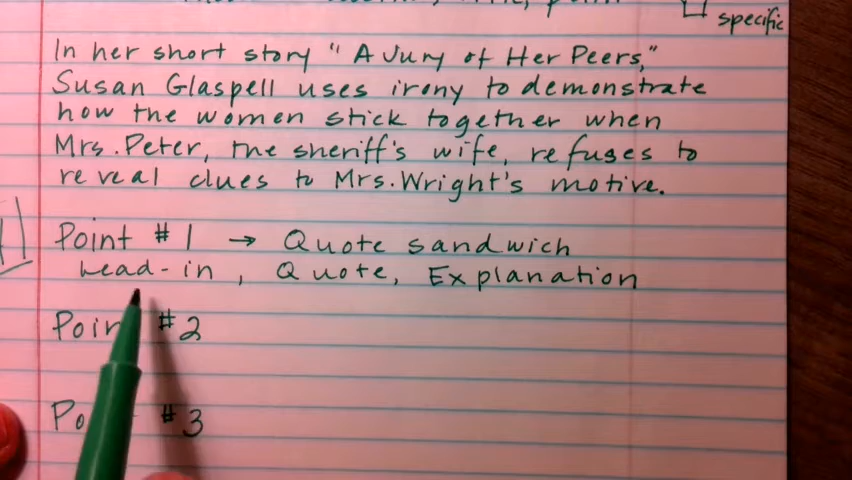 specific
In her short story "A Jury of Her Peers,"
Susan Glaspell uses irony to demonstrate
how the women stick together when
Mrs. Peter, the sheriff's wife, refuses to
reveal clues to Mrs. Wright's motive.
Point #1 → Quote sandwich
Lead-in, Quote, Explanation
Point #2
#3